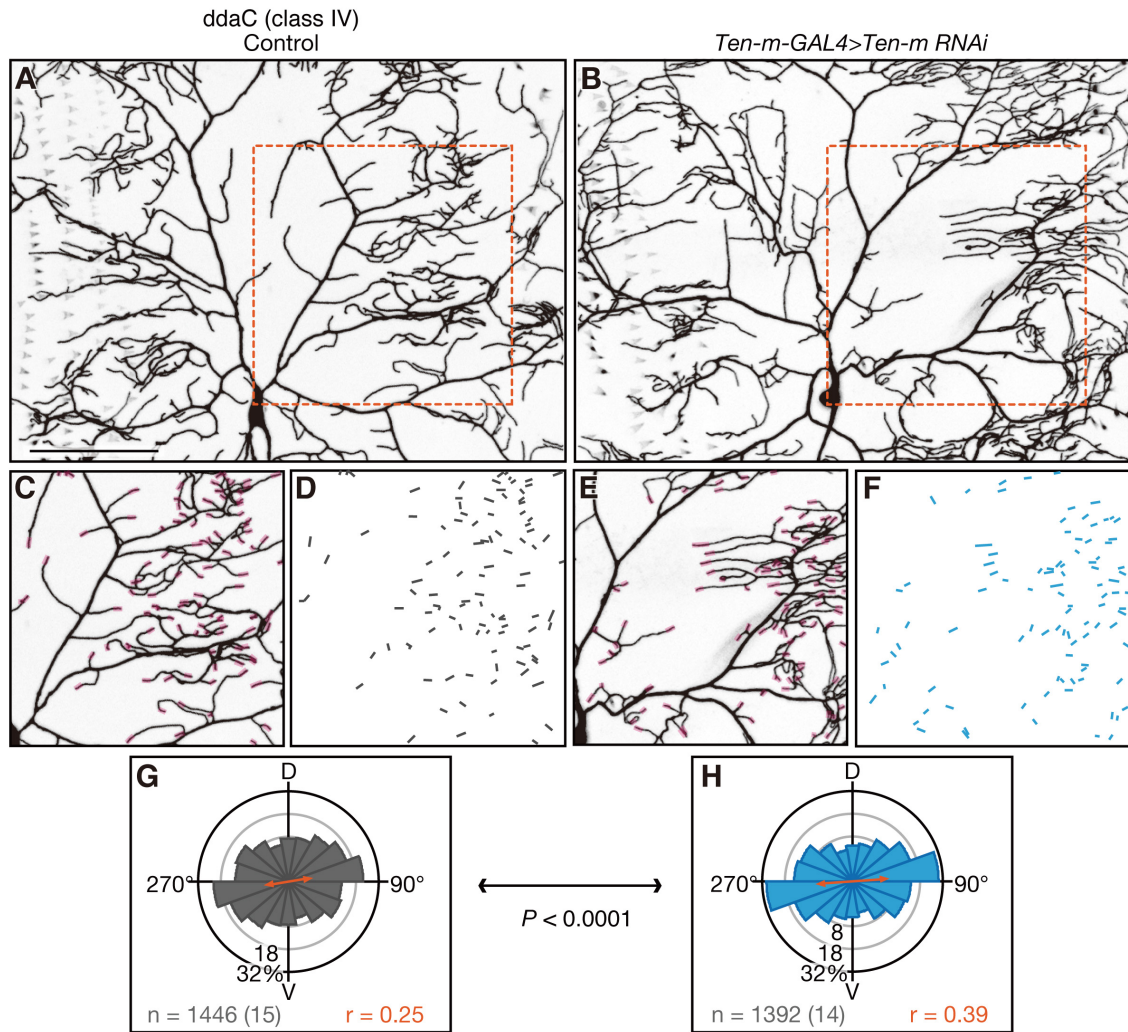 ddaC (class IV)
Control
Ten-m-GAL4>Ten-m RNAi
A
B
C
D
E
F
G
D
270°
90°
18
32%
V
n = 1446 (15)
r = 0.25
P < 0.0001
H
D
270°
90°
8
18
32%
V
n = 1392 (14)
r = 0.39